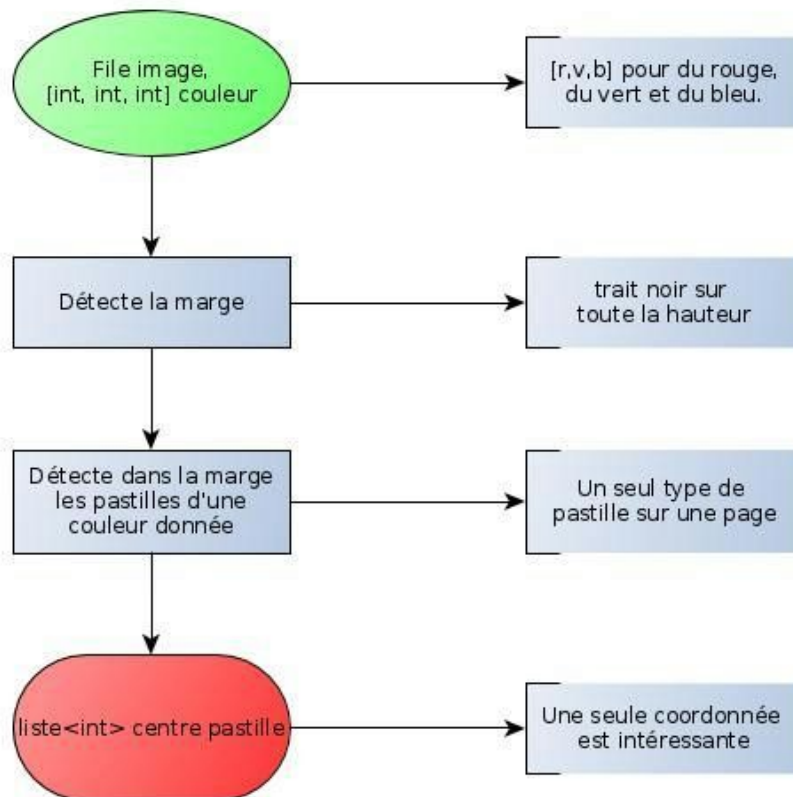 File image,
[int, int, int] couleur
[r,v,b] pour du rouge,
du vert et du bleu.
Détecte la marge
trait noir sur
toute la hauteur
Détecte dans la marge
les pastilles d'une
couleur donnée
Un seul type de
pastille sur une page
liste<int> centre pastille
Une seule coordonnée
est intéressante